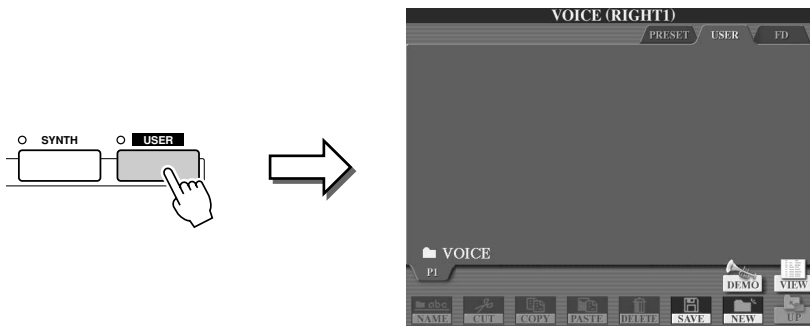 SYNTH USER
VOICE (RIGHT1)
PRESET USER FD
VOICE
P1
DEMO VIEW
abc
NAME CUT COPY PASTE DELETE SAVE NEW UP